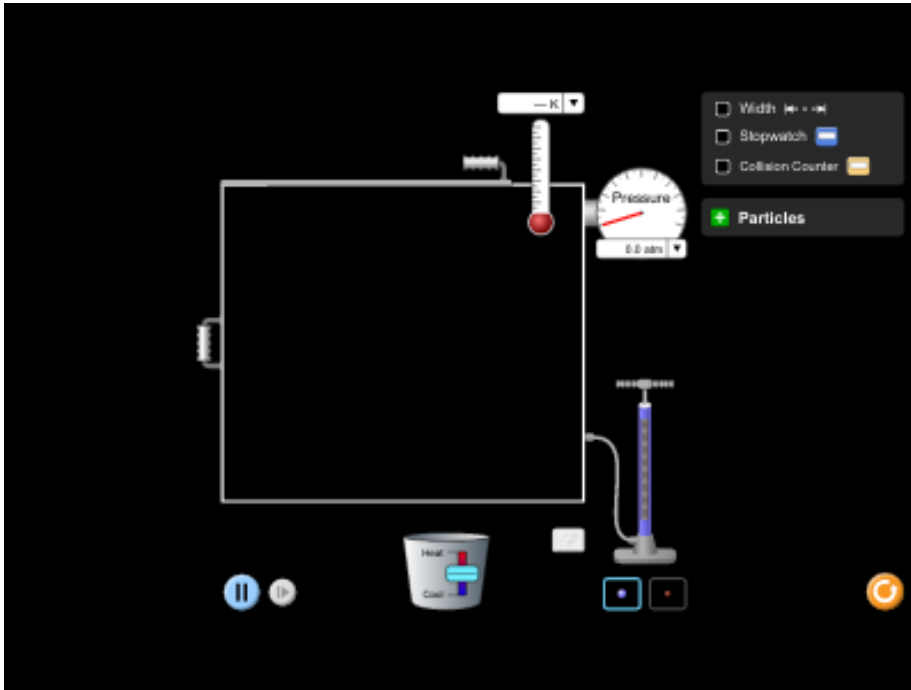 — K
Width
Stopwatch
Collision Counter
Pressure
Particles
0.0 atm
Heat
Cool